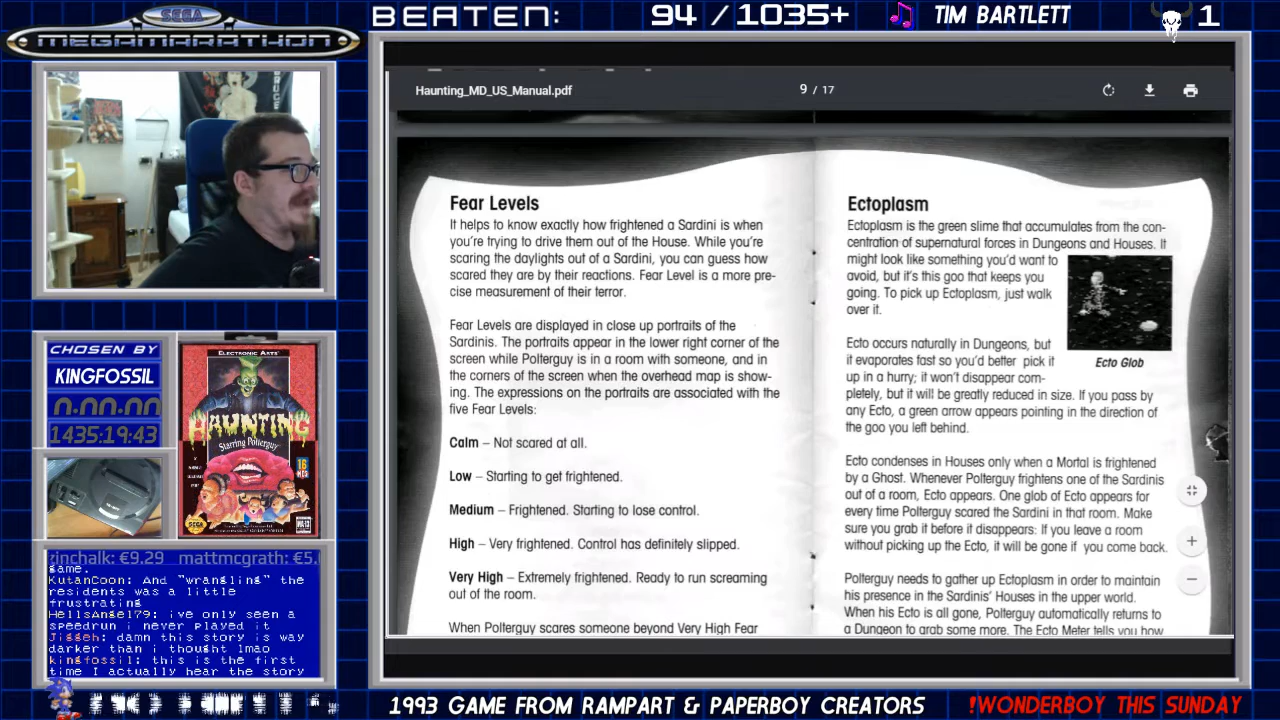 SEGA
MEGAMARATHON
BEATEN:
94 / 1035+
TIM BARTLETT
1
Haunting_MD_US_Manual.pdf
9 / 17
Fear Levels
It helps to know exactly how frightened a Sardini is when
you're trying to drive them out of the House. While you're
scaring the daylights out of a Sardini, you can guess how
scared they are by their reactions. Fear Level is a more pre-
cise measurement of their terror.
Fear Levels are displayed in close up portraits of the
Sardinis. The portraits appear in the lower right corner of the
screen while Polterguy is in a room with someone, and in
the corners of the screen when the overhead map is show-
ing. The expressions on the portraits are associated with the
five Fear Levels:
Calm – Not scared at all.
Low – Starting to get frightened.
Medium – Frightened. Starting to lose control.
High – Very frightened. Control has definitely slipped.
Very High – Extremely frightened. Ready to run screaming
out of the room.
When Polterguy scares someone beyond Very High Fear
Ectoplasm
Ectoplasm is the green slime that accumulates from the con-
centration of supernatural forces in Dungeons and Houses. It
might look like something you'd want to
avoid, but it's this goo that keeps you
going. To pick up Ectoplasm, just walk
over it.
Ecto Glob
Ecto occurs naturally in Dungeons, but
it evaporates fast so you'd better pick it
up in a hurry; it won't disappear com-
pletely, but it will be greatly reduced in size. If you pass by
any Ecto, a green arrow appears pointing in the direction of
the goo you left behind.
Ecto condenses in Houses only when a Mortal is frightened
by a Ghost. Whenever Polterguy frightens one of the Sardinis
out of a room, Ecto appears. One glob of Ecto appears for
every time Polterguy scared the Sardini in that room. Make
sure you grab it before it disappears: If you leave a room
without picking up the Ecto, it will be gone if you come back.
Polterguy needs to gather up Ectoplasm in order to maintain
his presence in the Sardinis' Houses in the upper world.
When his Ecto is all gone, Polterguy automatically returns to
a Dungeon to grab some more. The Ecto Meter tells you how
CHOSEN BY
KINGFOSSIL
1435:19:43
ELECTRONIC ARTS
HAUNTING
Starring Polterguy
16
SEGA
zinchalk: €9.29 mattmcgrath: €5.
game.
KutanCoon: And "wrangling" the
residents was a little
frustrating
HellsAngel79: ive only seen a
speedrun i never played it
Jiggeh: damn this story is way
darker than i thought lmao
kingfossil: this is the first
time I actually hear the story
1993 GAME FROM RAMPART & PAPERBOY CREATORS
!WONDERBOY THIS SUNDAY